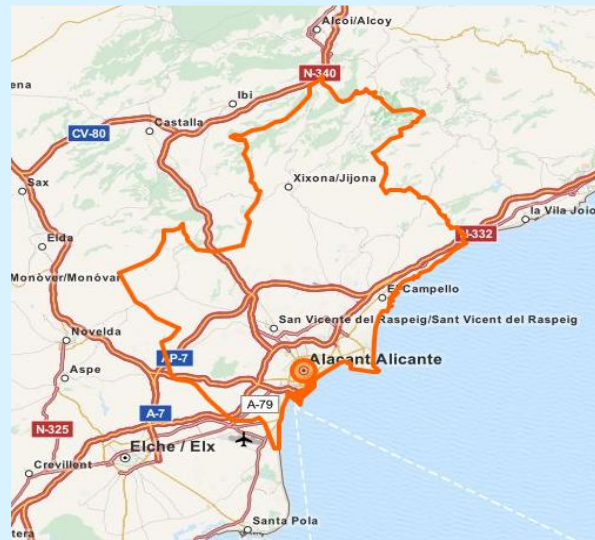 Alcoi/Alcoy
N-340
Ibi
Castalla
CV-80
Xixona/Jijona
Sax
la Vila Joio
N-332
Elda
Monòver/Monóvar
El Campello
San Vicente del Raspeig/Sant Vicent del Raspeig
Novelda
AP-7
Alacant Alicante
Aspe
A-79
A-7
N-325
Elche / Elx
Crevillent
Santa Pola
tera
ena